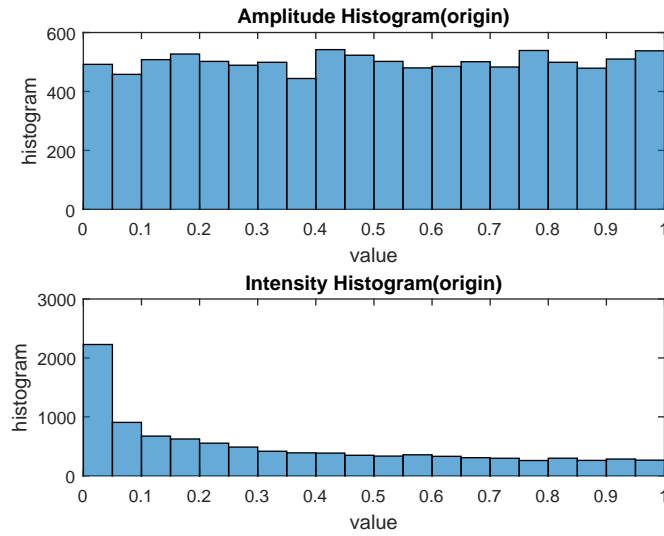 Amplitude Histogram(origin)
600
400
200
0
histogram
0 0.1 0.2 0.3 0.4 0.5 0.6 0.7 0.8 0.9 1
value
Intensity Histogram(origin)
3000
2000
1000
0
histogram
0 0.1 0.2 0.3 0.4 0.5 0.6 0.7 0.8 0.9 1
value